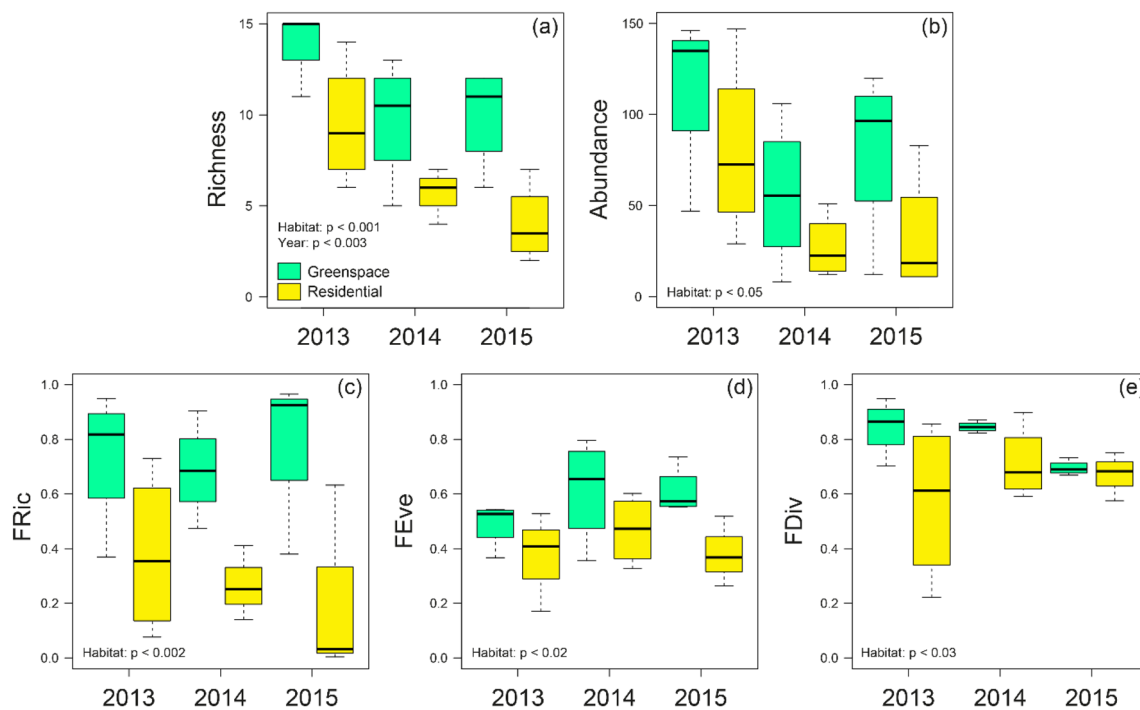 (a)
Richness
15
10
5
0
Habitat: p < 0.001
Year: p < 0.003
Greenspace
Residential
2013 2014 2015
(b)
Abundance
150
100
50
0
Habitat: p < 0.05
2013 2014 2015
(c)
FRic
1.0
0.8
0.6
0.4
0.2
0.0
Habitat: p < 0.002
2013 2014 2015
(d)
FEve
1.0
0.8
0.6
0.4
0.2
0.0
Habitat: p < 0.02
2013 2014 2015
(e)
FDiv
1.0
0.8
0.6
0.4
0.2
0.0
Habitat: p < 0.03
2013 2014 2015